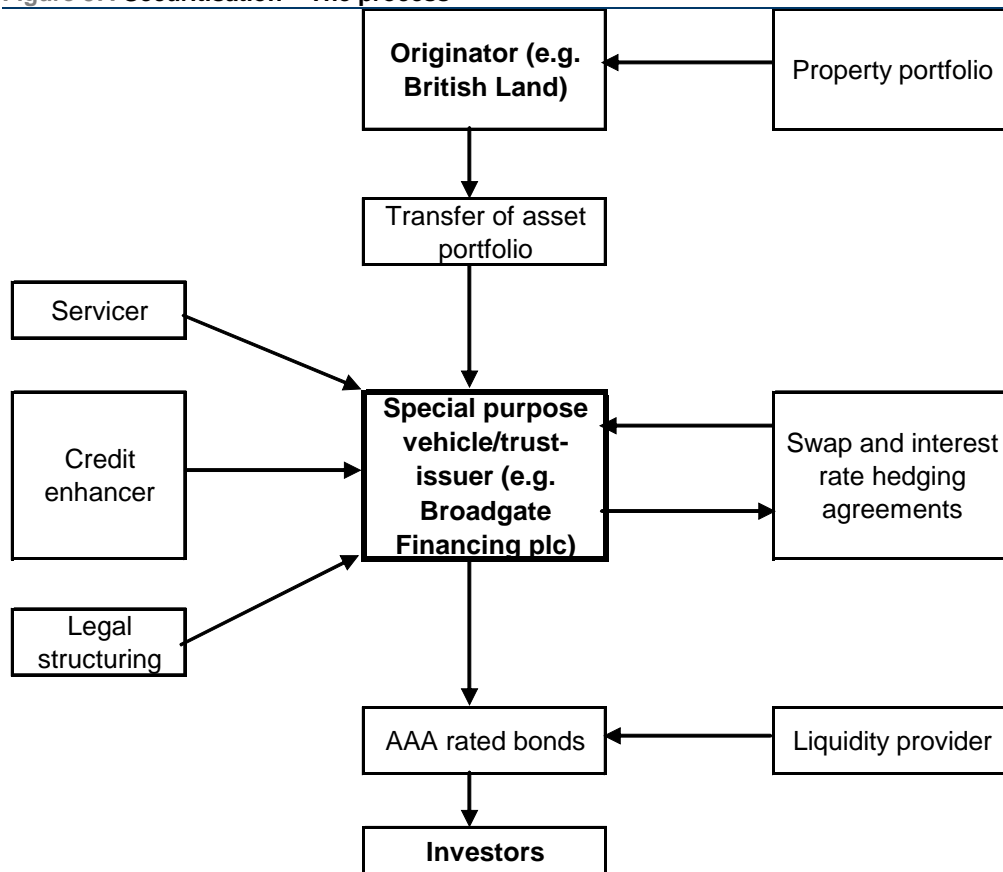 Originator (e.g.
British Land)
Property portfolio
Transfer of asset
portfolio
Servicer
Credit
enhancer
Legal
structuring
Special purpose
vehicle/trust-
issuer (e.g.
Broadgate
Financing plc)
Swap and interest
rate hedging
agreements
AAA rated bonds
Liquidity provider
Investors